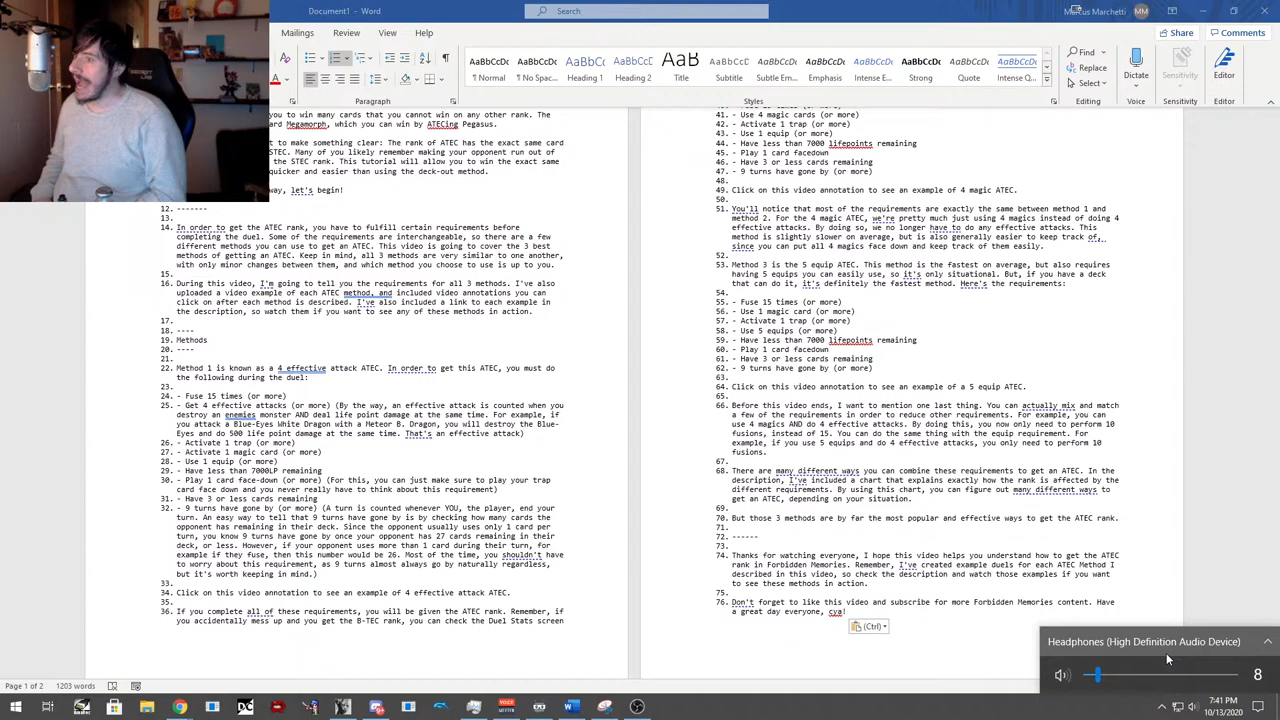 Document1 - Word
Search
Marcus Marchetti MM
Mailings Review View Help
Share Comments
AaBbCcDc AaBbCcDc AaBbC( AaBbCcD AaB AaBbCcD AaBbCcDt AaBbCcDt AaBbCcDt AaBbCcDc AaBbCcDt AaBbCcDt
¶ Normal ¶ No Spac... Heading 1 Heading 2 Title Subtitle Subtle Em... Emphasis Intense E... Strong Quote Intense Q...
Find
Replace
Select
Dictate Sensitivity Editor
Paragraph Styles Editing Voice Sensitivity Editor
you to win many cards that you cannot win on any other rank. The
ard Megamorph, which you can win by ATECing Pegasus.
t to make something clear: The rank of ATEC has the exact same card
STEC. Many of you likely remember making your opponent run out of
the STEC rank. This tutorial will allow you to win the exact same
quicker and easier than using the deck-out method.
way, let's begin!
12. -------
13.
14. In order to get the ATEC rank, you have to fulfill certain requirements before
completing the duel. Some of the requirements are interchangeable, so there are a few
different methods you can use to get an ATEC. This video is going to cover the 3 best
methods of getting an ATEC. Keep in mind, all 3 methods are very similar to one another,
with only minor changes between them, and which method you choose to use is up to you.
15.
16. During this video, I'm going to tell you the requirements for all 3 methods. I've also
uploaded a video example of each ATEC method, and included video annotations you can
click on after each method is described. I've also included a link to each example in
the description, so watch them if you want to see any of these methods in action.
17.
18. ----
19. Methods
20. ----
21.
22. Method 1 is known as a 4 effective attack ATEC. In order to get this ATEC, you must do
the following during the duel:
23.
24. - Fuse 15 times (or more)
25. - Get 4 effective attacks (or more) (By the way, an effective attack is counted when you
destroy an enemies monster AND deal life point damage at the same time. For example, if
you attack a Blue-Eyes White Dragon with a Meteor B. Dragon, you will destroy the Blue-
Eyes and do 500 life point damage at the same time. That's an effective attack)
26. - Activate 1 trap (or more)
27. - Activate 1 magic card (or more)
28. - Use 1 equip (or more)
29. - Have less than 7000LP remaining
30. - Play 1 card face-down (or more) (For this, you can just make sure to play your trap
card face down and you never really have to think about this requirement)
31. - Have 3 or less cards remaining
32. - 9 turns have gone by (or more) (A turn is counted whenever YOU, the player, end your
turn. An easy way to tell that 9 turns have gone by is by checking how many cards the
opponent has remaining in their deck. Since the opponent usually uses only 1 card per
turn, you know 9 turns have gone by once your opponent has 27 cards remaining in their
deck, or less. However, if your opponent uses more than 1 card during their turn, for
example if they fuse, then this number would be 26. Most of the time, you shouldn't have
to worry about this requirement, as 9 turns almost always go by naturally regardless,
but it's worth keeping in mind.)
33.
34. Click on this video annotation to see an example of 4 effective attack ATEC.
35.
36. If you complete all of these requirements, you will be given the ATEC rank. Remember, if
you accidentally mess up and you get the B-TEC rank, you can check the Duel Stats screen
41. - Use 4 magic cards (or more)
42. - Activate 1 trap (or more)
43. - Use 1 equip (or more)
44. - Have less than 7000 lifepoints remaining
45. - Play 1 card facedown
46. - Have 3 or less cards remaining
47. - 9 turns have gone by (or more)
48.
49. Click on this video annotation to see an example of 4 magic ATEC.
50.
51. You'll notice that most of the requirements are exactly the same between method 1 and
method 2. For the 4 magic ATEC, we're pretty much just using 4 magics instead of doing 4
effective attacks. By doing so, we no longer have to do any effective attacks. This
method is slightly slower on average, but is also generally easier to keep track of,
since you can put all 4 magics face down and keep track of them easily.
52.
53. Method 3 is the 5 equip ATEC. This method is the fastest on average, but also requires
having 5 equips you can easily use, so it's only situational. But, if you have a deck
that can do it, it's definitely the fastest method. Here's the requirements:
54.
55. - Fuse 15 times (or more)
56. - Use 1 magic card (or more)
57. - Activate 1 trap (or more)
58. - Use 5 equips (or more)
59. - Have less than 7000 lifepoints remaining
60. - Play 1 card facedown
61. - Have 3 or less cards remaining
62. - 9 turns have gone by (or more)
63.
64. Click on this video annotation to see an example of a 5 equip ATEC.
65.
66. Before this video ends, I want to mention one last thing. You can actually mix and match
a few of the requirements in order to reduce other requirements. For example, you can
use 4 magics AND do 4 effective attacks. By doing this, you now only need to perform 10
fusions, instead of 15. You can do the same thing with the equip requirement. For
example, if you use 5 equips and do 4 effective attacks, you only need to perform 10
fusions.
67.
68. There are many different ways you can combine these requirements to get an ATEC. In the
description, I've included a chart that explains exactly how the rank is affected by the
different requirements. By using this chart, you can figure out many different ways to
get an ATEC, depending on your situation.
69.
70. But those 3 methods are by far the most popular and effective ways to get the ATEC rank.
71.
72. ------
73.
74. Thanks for watching everyone, I hope this video helps you understand how to get the ATEC
rank in Forbidden Memories. Remember, I've created example duels for each ATEC Method I
described in this video, so check the description and watch those examples if you want
to see these methods in action.
75.
76. Don't forget to like this video and subscribe for more Forbidden Memories content. Have
a great day everyone, cya!
(Ctrl)
Headphones (High Definition Audio Device)
8
Page 1 of 2 1203 words
7:41 PM
10/13/2020